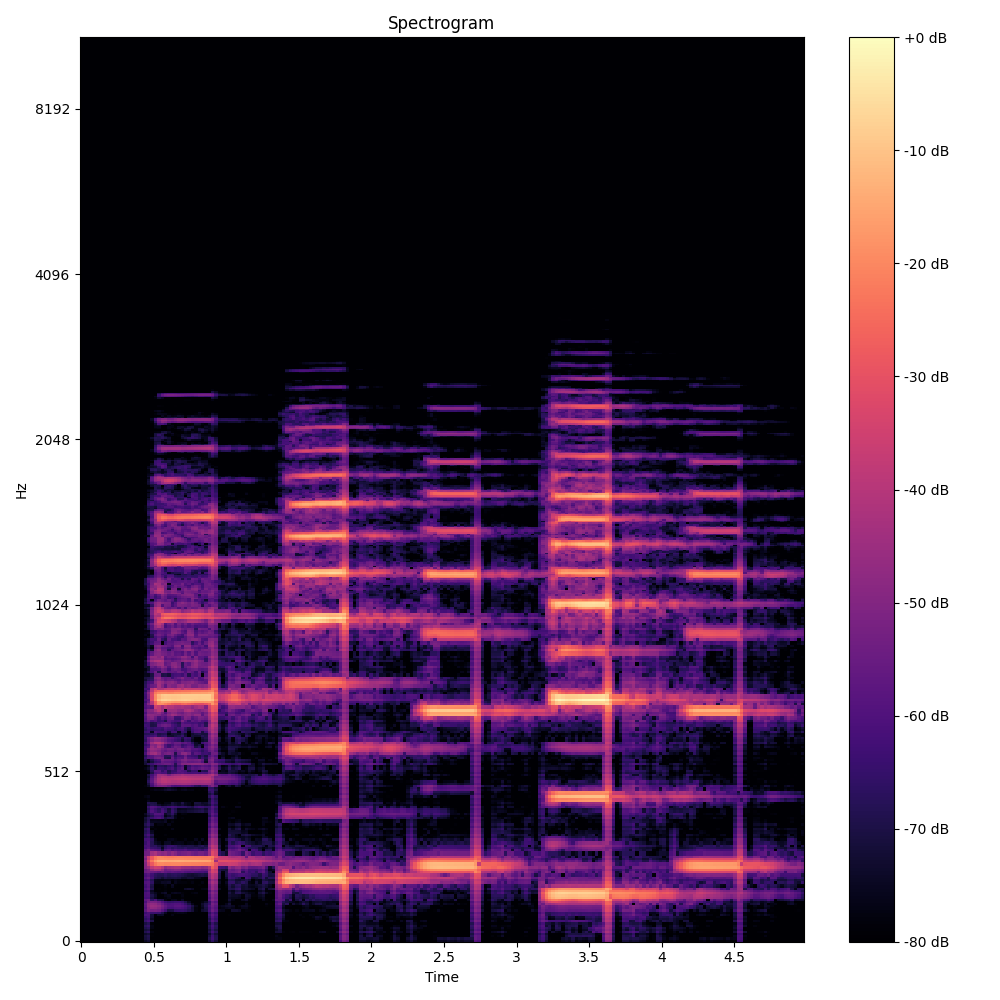 Spectrogram
+0 dB
8192
-10 dB
-20 dB
4096
-30 dB
2048
-40 dB
Hz
-50 dB
1024
-60 dB
512
-70 dB
0
-80 dB
0 0.5 1 1.5 2 2.5 3 3.5 4 4.5
Time